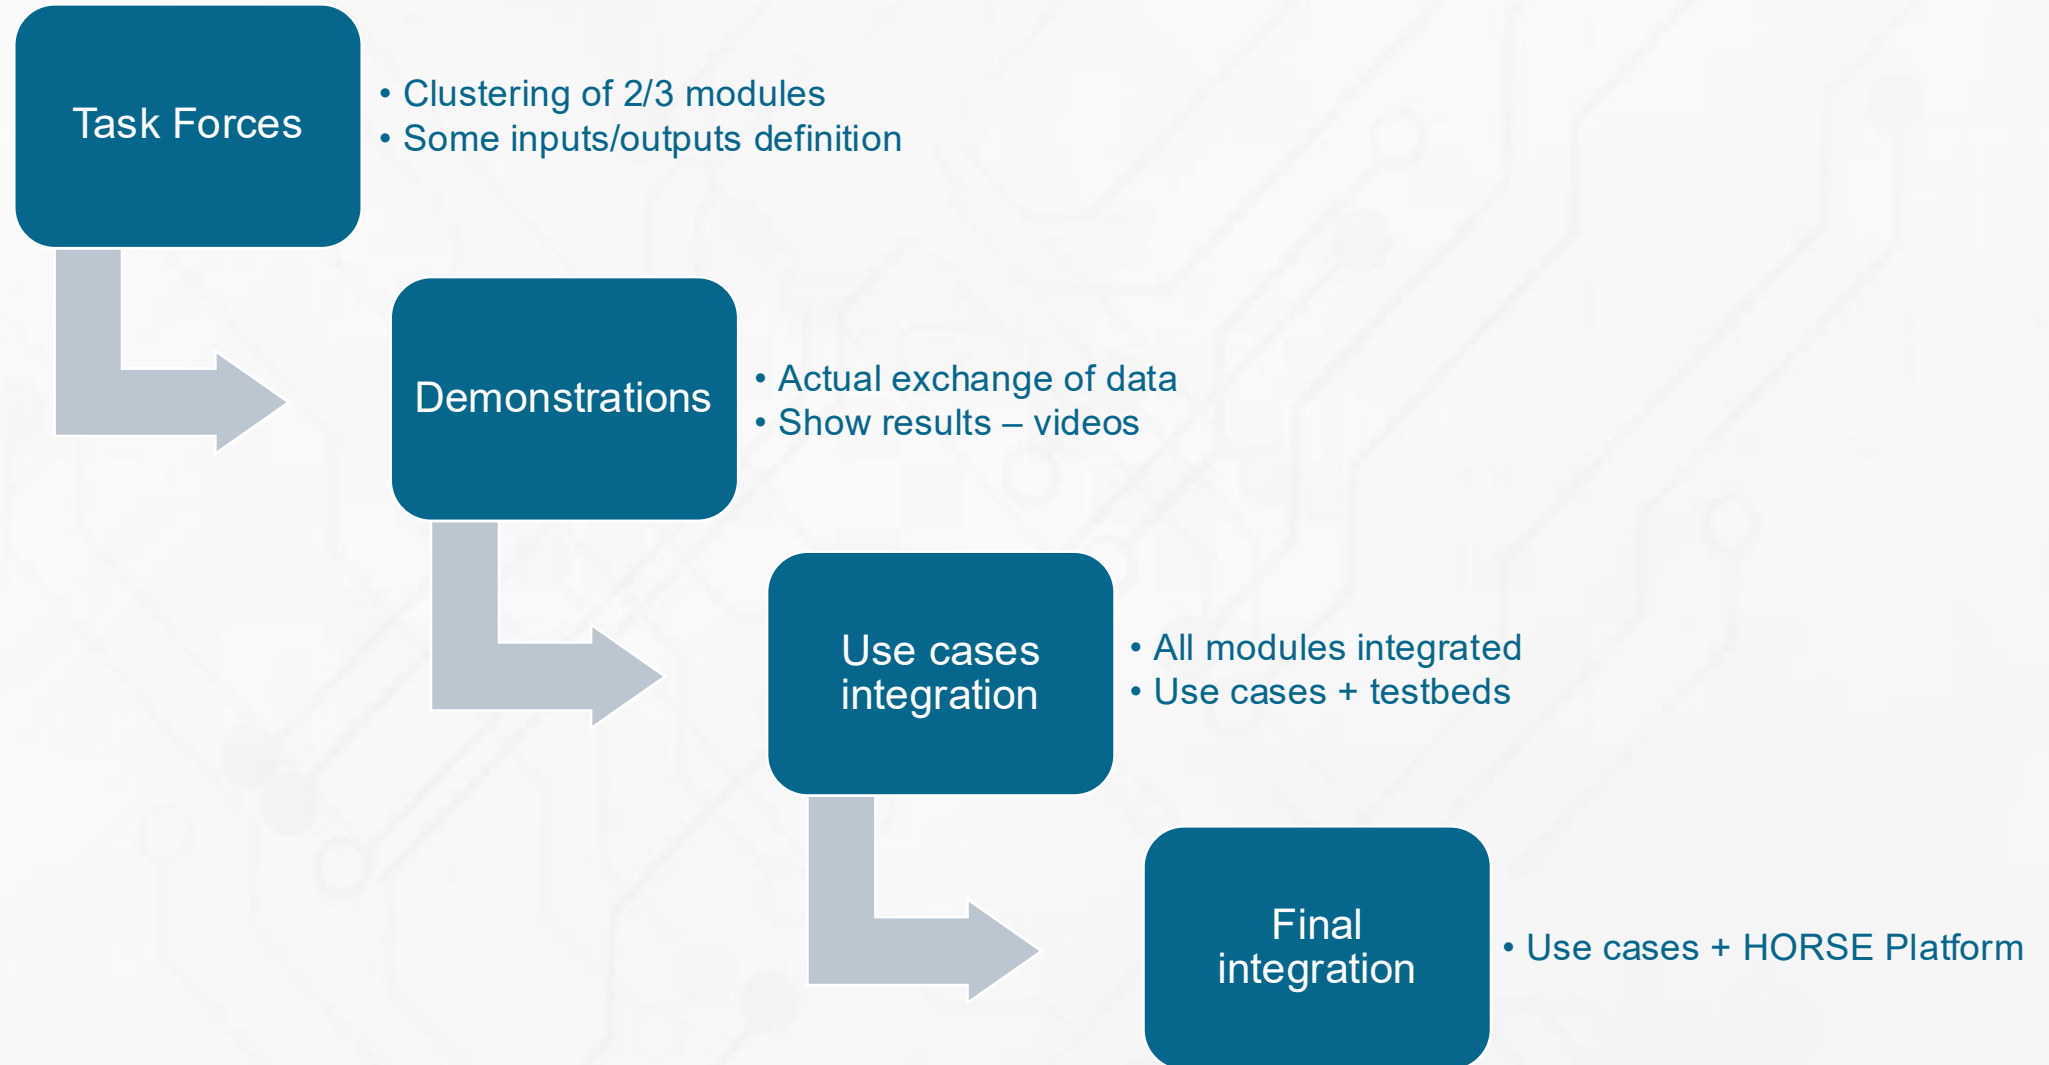 Task Forces
• Clustering of 2/3 modules
• Some inputs/outputs definition
Demonstrations
• Actual exchange of data
• Show results – videos
Use cases
integration
• All modules integrated
• Use cases + testbeds
Final
integration
• Use cases + HORSE Platform